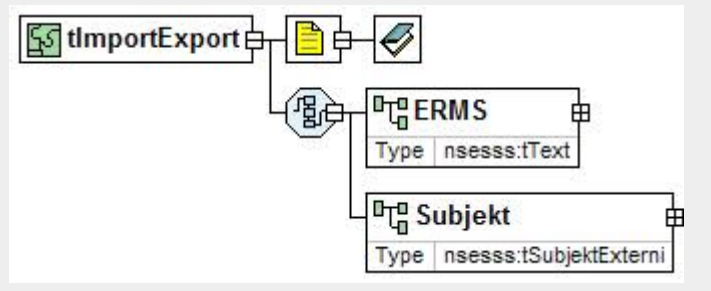 tImportExport
ERMS
Type nsesss:tText
Subjekt
Type nsesss:tSubjektExterni